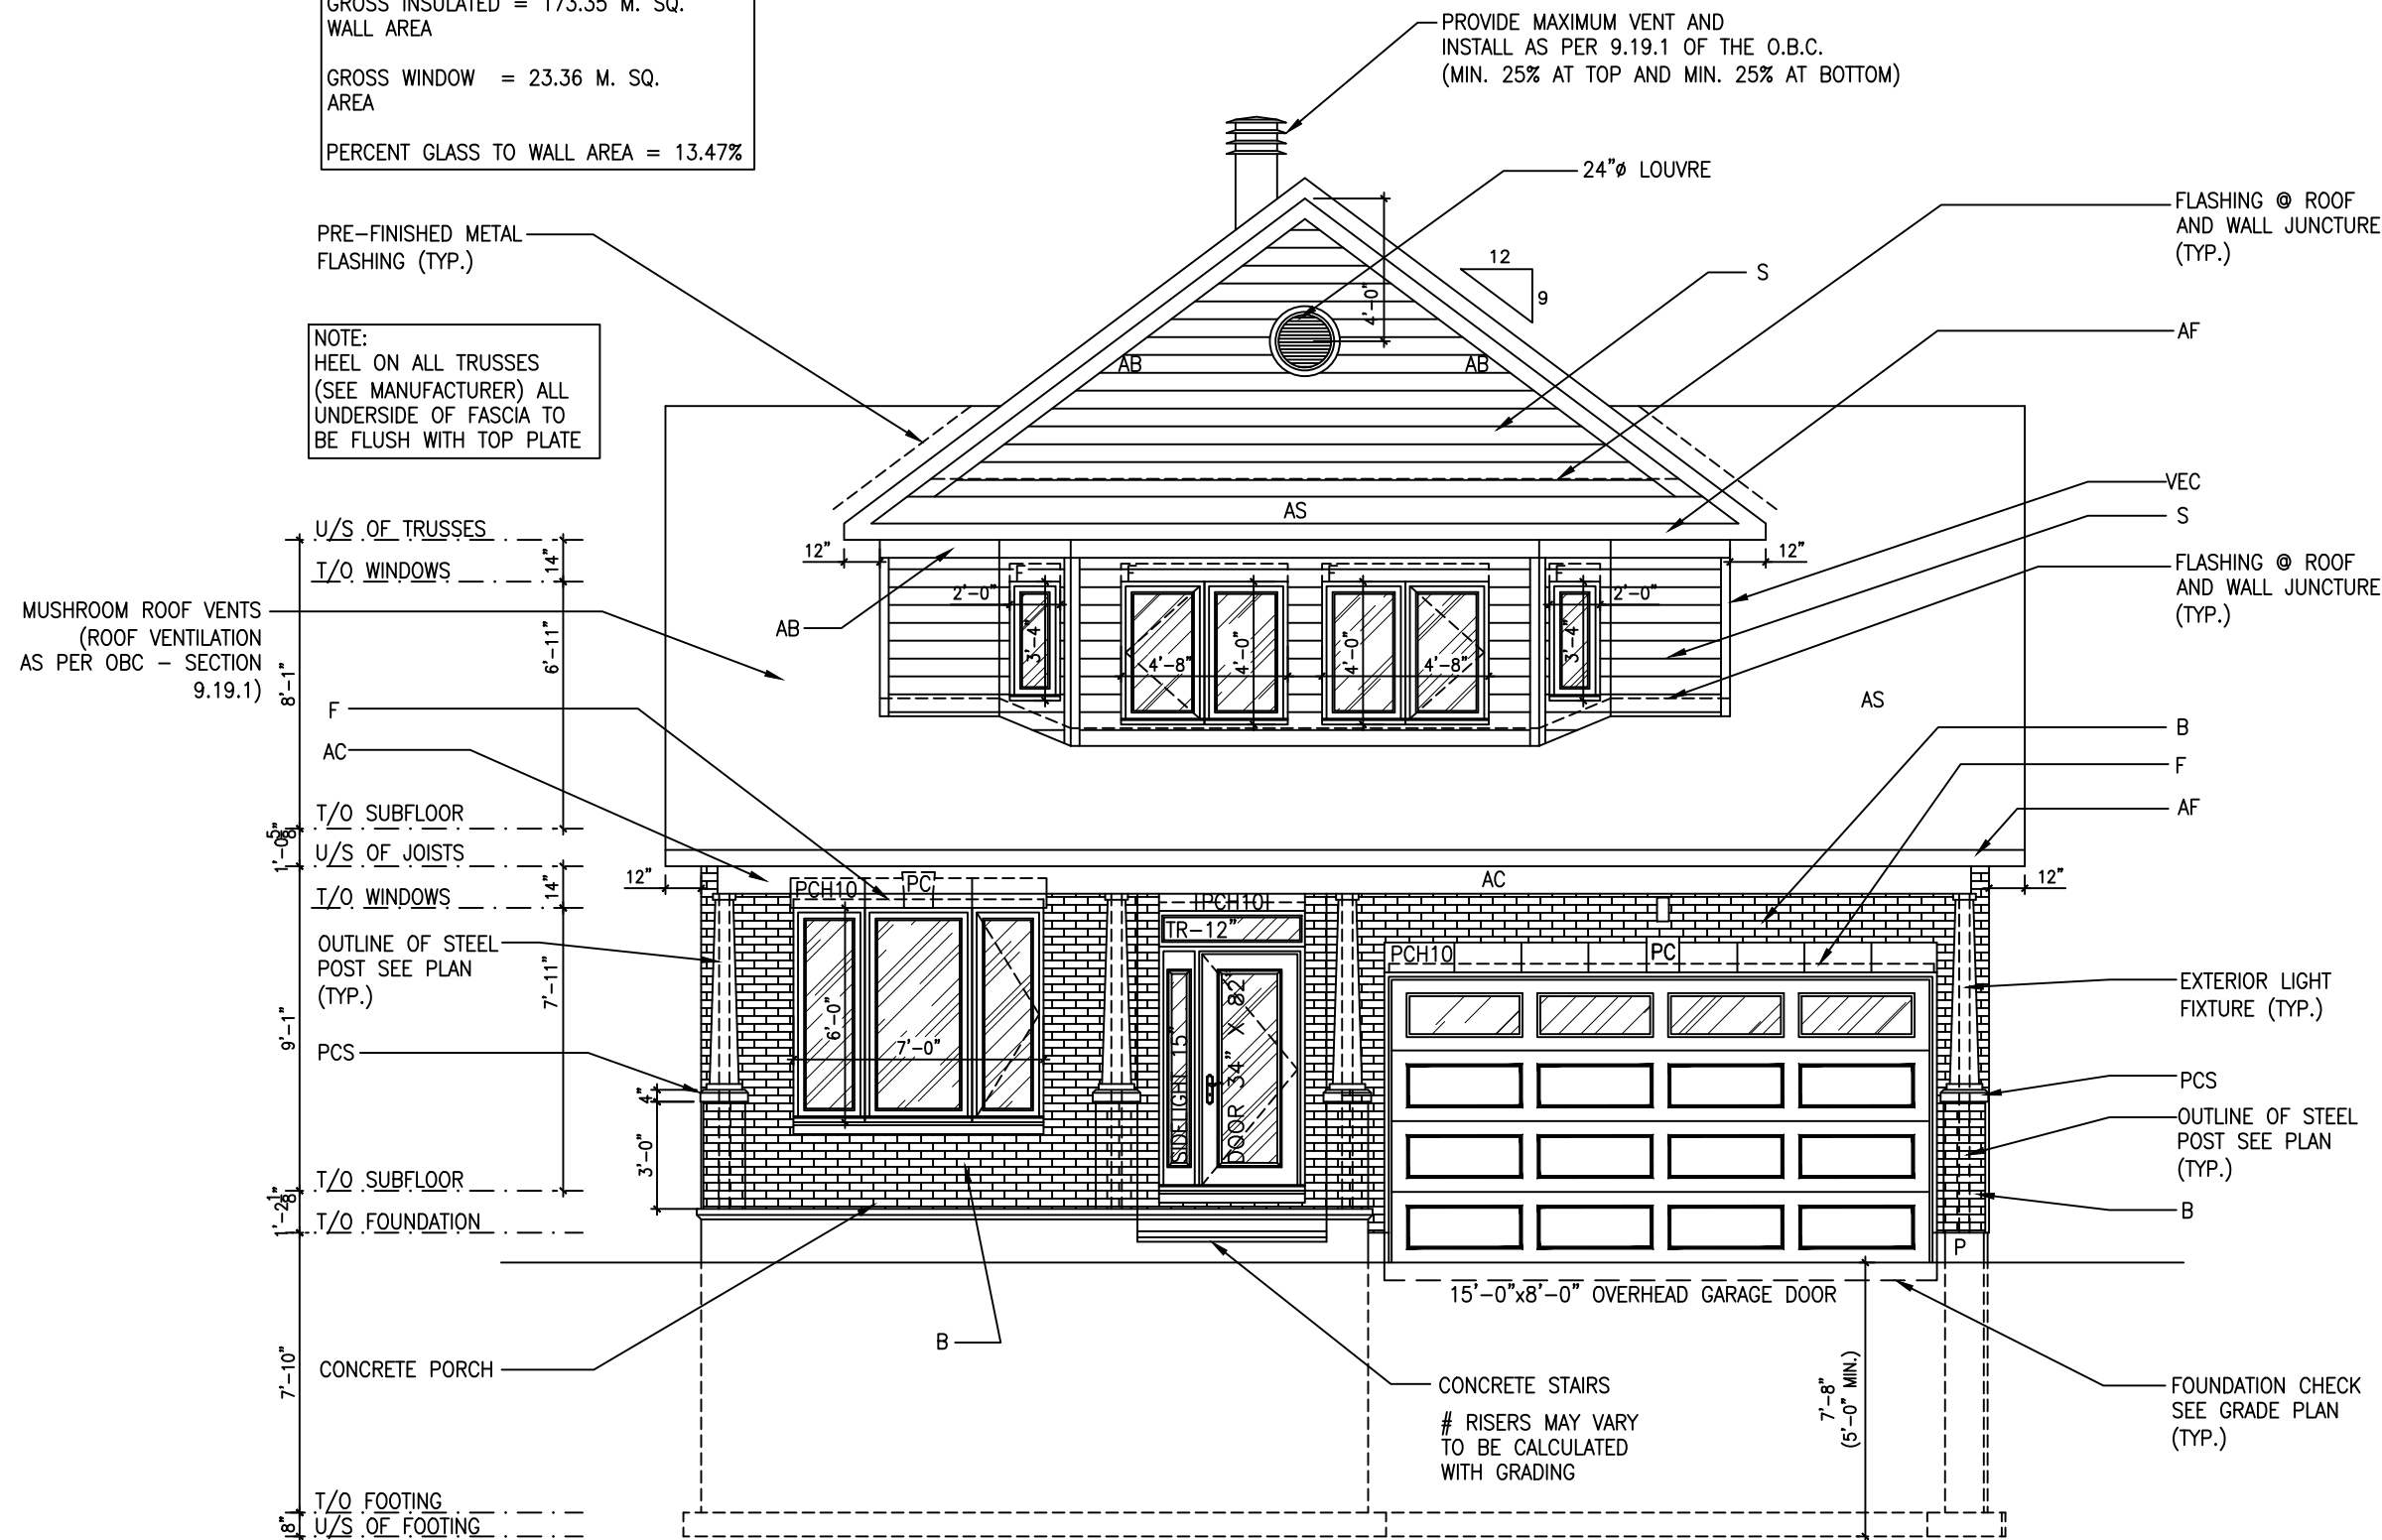 GROSS INSULATED = 173.35 M. SQ.
WALL AREA
GROSS WINDOW = 23.36 M. SQ.
AREA
PERCENT GLASS TO WALL AREA = 13.47%
PROVIDE MAXIMUM VENT AND
INSTALL AS PER 9.19.1 OF THE O.B.C.
(MIN. 25% AT TOP AND MIN. 25% AT BOTTOM)
24"ø LOUVRE
PRE-FINISHED METAL
FLASHING (TYP.)
FLASHING @ ROOF
AND WALL JUNCTURE
(TYP.)
12
9
S
4'-0"
AF
NOTE:
HEEL ON ALL TRUSSES
(SEE MANUFACTURER) ALL
UNDERSIDE OF FASCIA TO
BE FLUSH WITH TOP PLATE
AB
AB
AS
VEC
S
FLASHING @ ROOF
AND WALL JUNCTURE
(TYP.)
U/S OF TRUSSES
14"
T/O WINDOWS
12"
12"
F
F
F
F
2'-0"
2'-0"
3'-4"
4'-8"
4'-0"
4'-0"
4'-8"
3'-4"
MUSHROOM ROOF VENTS
(ROOF VENTILATION
AS PER OBC - SECTION
9.19.1)
AB
8'-1"
6'-11"
AS
F
AC
B
F
AF
T/O SUBFLOOR
1'-0 5/8"
U/S OF JOISTS
14"
T/O WINDOWS
12"
12"
AC
PCH10
PC
PCH10
TR-12"
PCH10
PC
OUTLINE OF STEEL
POST SEE PLAN
(TYP.)
9'-1"
7'-11"
6'-0"
7'-0"
SIDELIGHT 15"
DOOR 34" X 82"
EXTERIOR LIGHT
FIXTURE (TYP.)
PCS
PCS
4"
3'-0"
OUTLINE OF STEEL
POST SEE PLAN
(TYP.)
B
T/O SUBFLOOR
1'-2 1/8"
T/O FOUNDATION
P
15'-0"x8'-0" OVERHEAD GARAGE DOOR
B
CONCRETE PORCH
7'-10"
CONCRETE STAIRS
# RISERS MAY VARY
TO BE CALCULATED
WITH GRADING
7'-8"
(5'-0" MIN.)
FOUNDATION CHECK
SEE GRADE PLAN
(TYP.)
T/O FOOTING
8"
U/S OF FOOTING